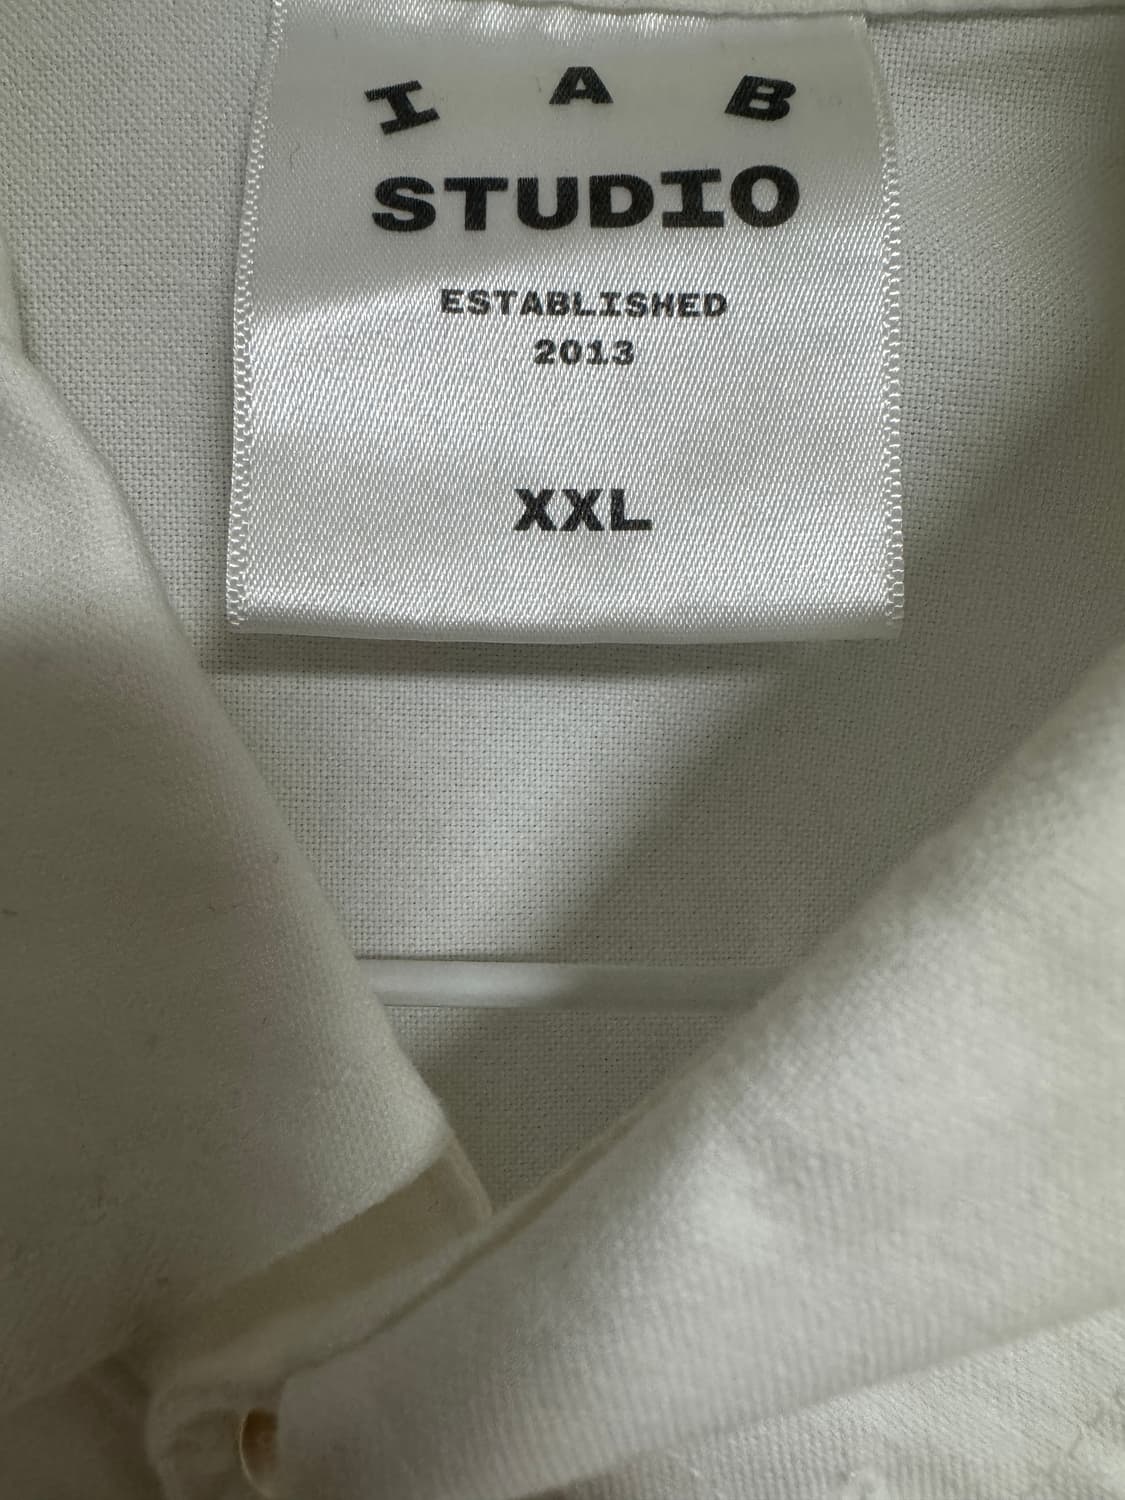 I A B
STUDIO
ESTABLISHED
2013
XXL